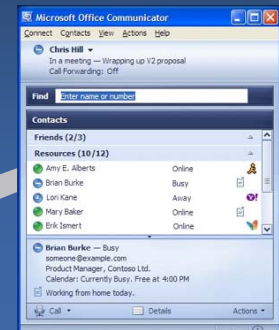 Microsoft Office Communicator
Connect Contacts View Actions Help
Chris Hill
In a meeting — Wrapping up V2 proposal
Call Forwarding: Off
Find Enter name or number
Contacts
Friends (2/3)
Resources (10/12)
Amy E. Alberts Online
Brian Burke Busy
Lori Kane Away
Mary Baker Online
Erik Ismert Online
Brian Burke — Busy
someone@example.com
Product Manager, Contoso Ltd.
Calendar: Currently Busy. Free at 4:00 PM
Working from home today.
Call Details Actions